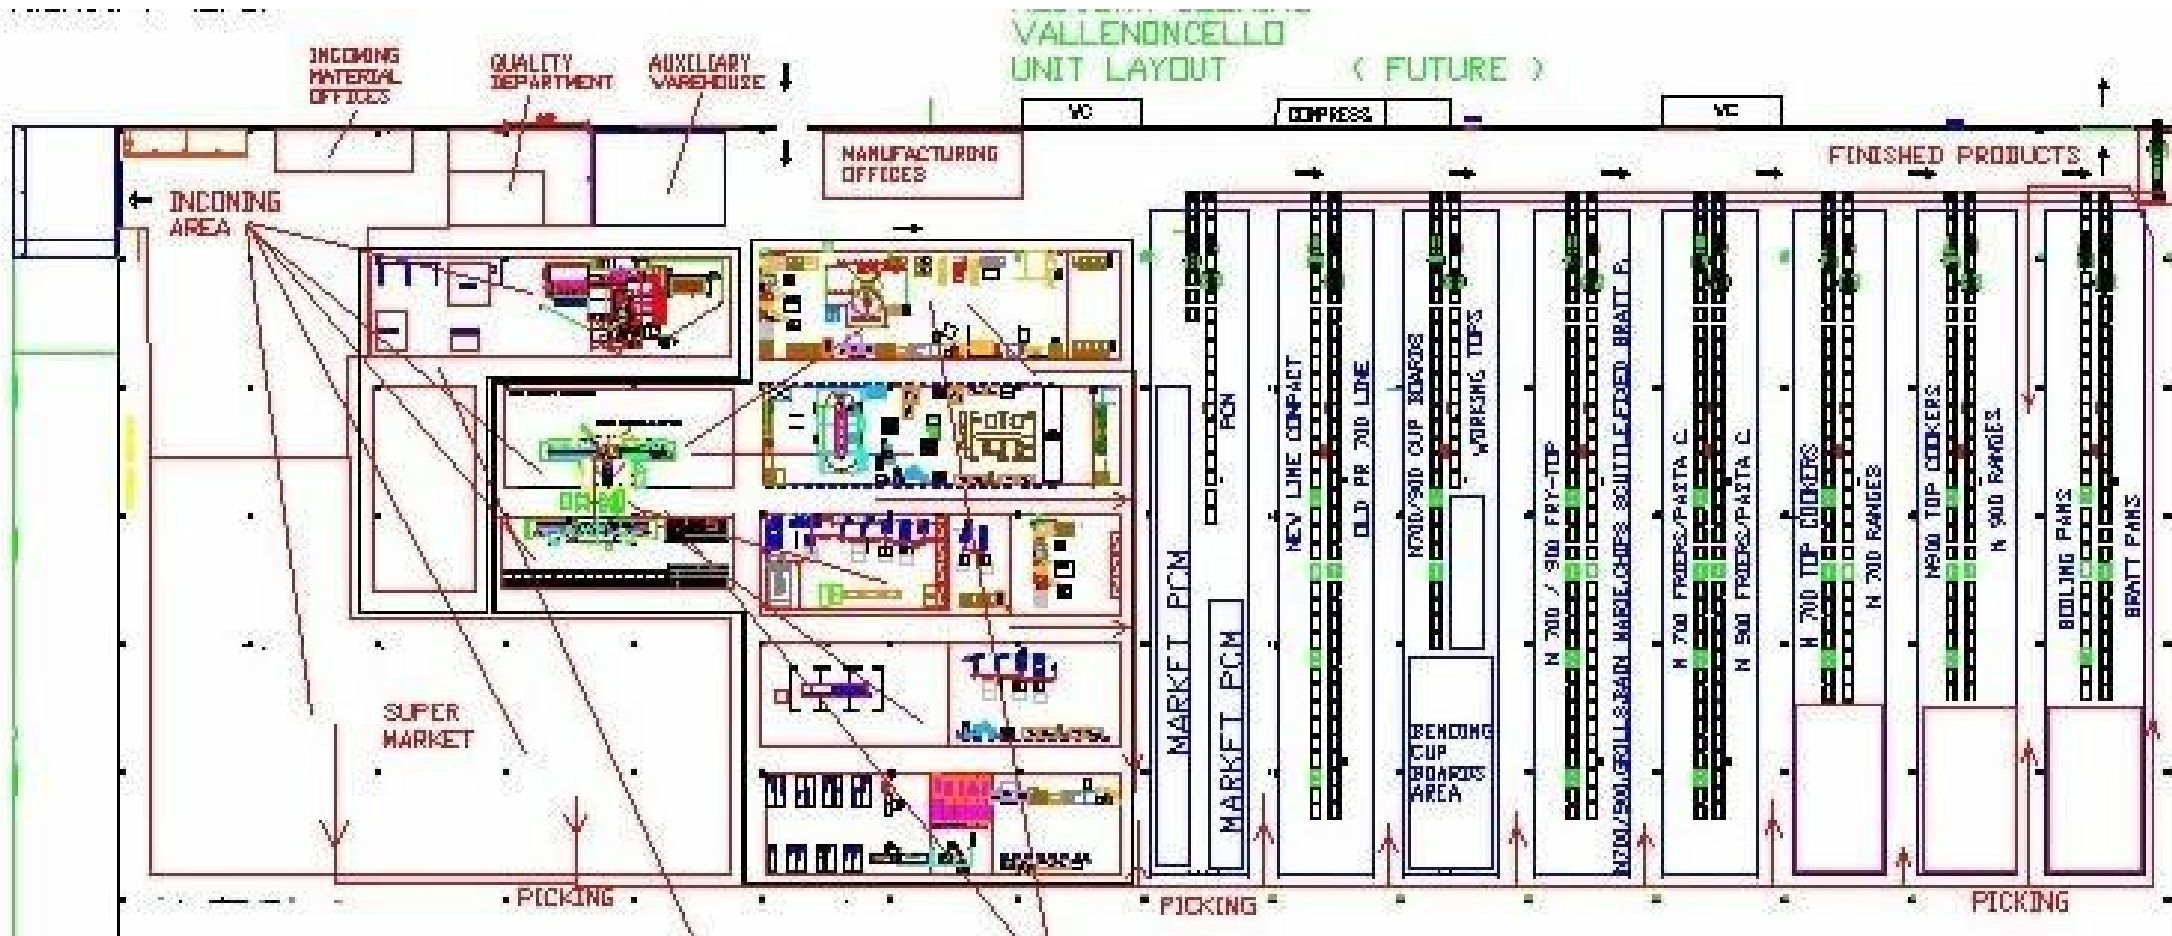 VALLENONCELLO
UNIT LAYOUT ( FUTURE )
INCOMING
MATERIAL
OFFICES
QUALITY
DEPARTMENT
AUXILIARY
WAREHOUSE
VC
COMPRESS.
VC
MANUFACTURING
OFFICES
FINISHED PRODUCTS
INCOMING
AREA
SUPER
MARKET
PICKING
MARKET PCM
MARKET PCM
PCM
NEW LINE COMPACT
OLD PR 700 LINE
N700/900 CUP BOARDS
WORKING TOPS
BENDING
CUP
BOARDS
AREA
N 700 / 900 FRY-TOP
N 700 FRIERS/PASTA C.
N 900 FRIERS/PASTA C.
N 700 TOP COOKERS
N 700 RANGES
N900 TOP COOKERS
N 900 RANGES
BOILING PANS
BRATT PANS
PICKING
PICKING